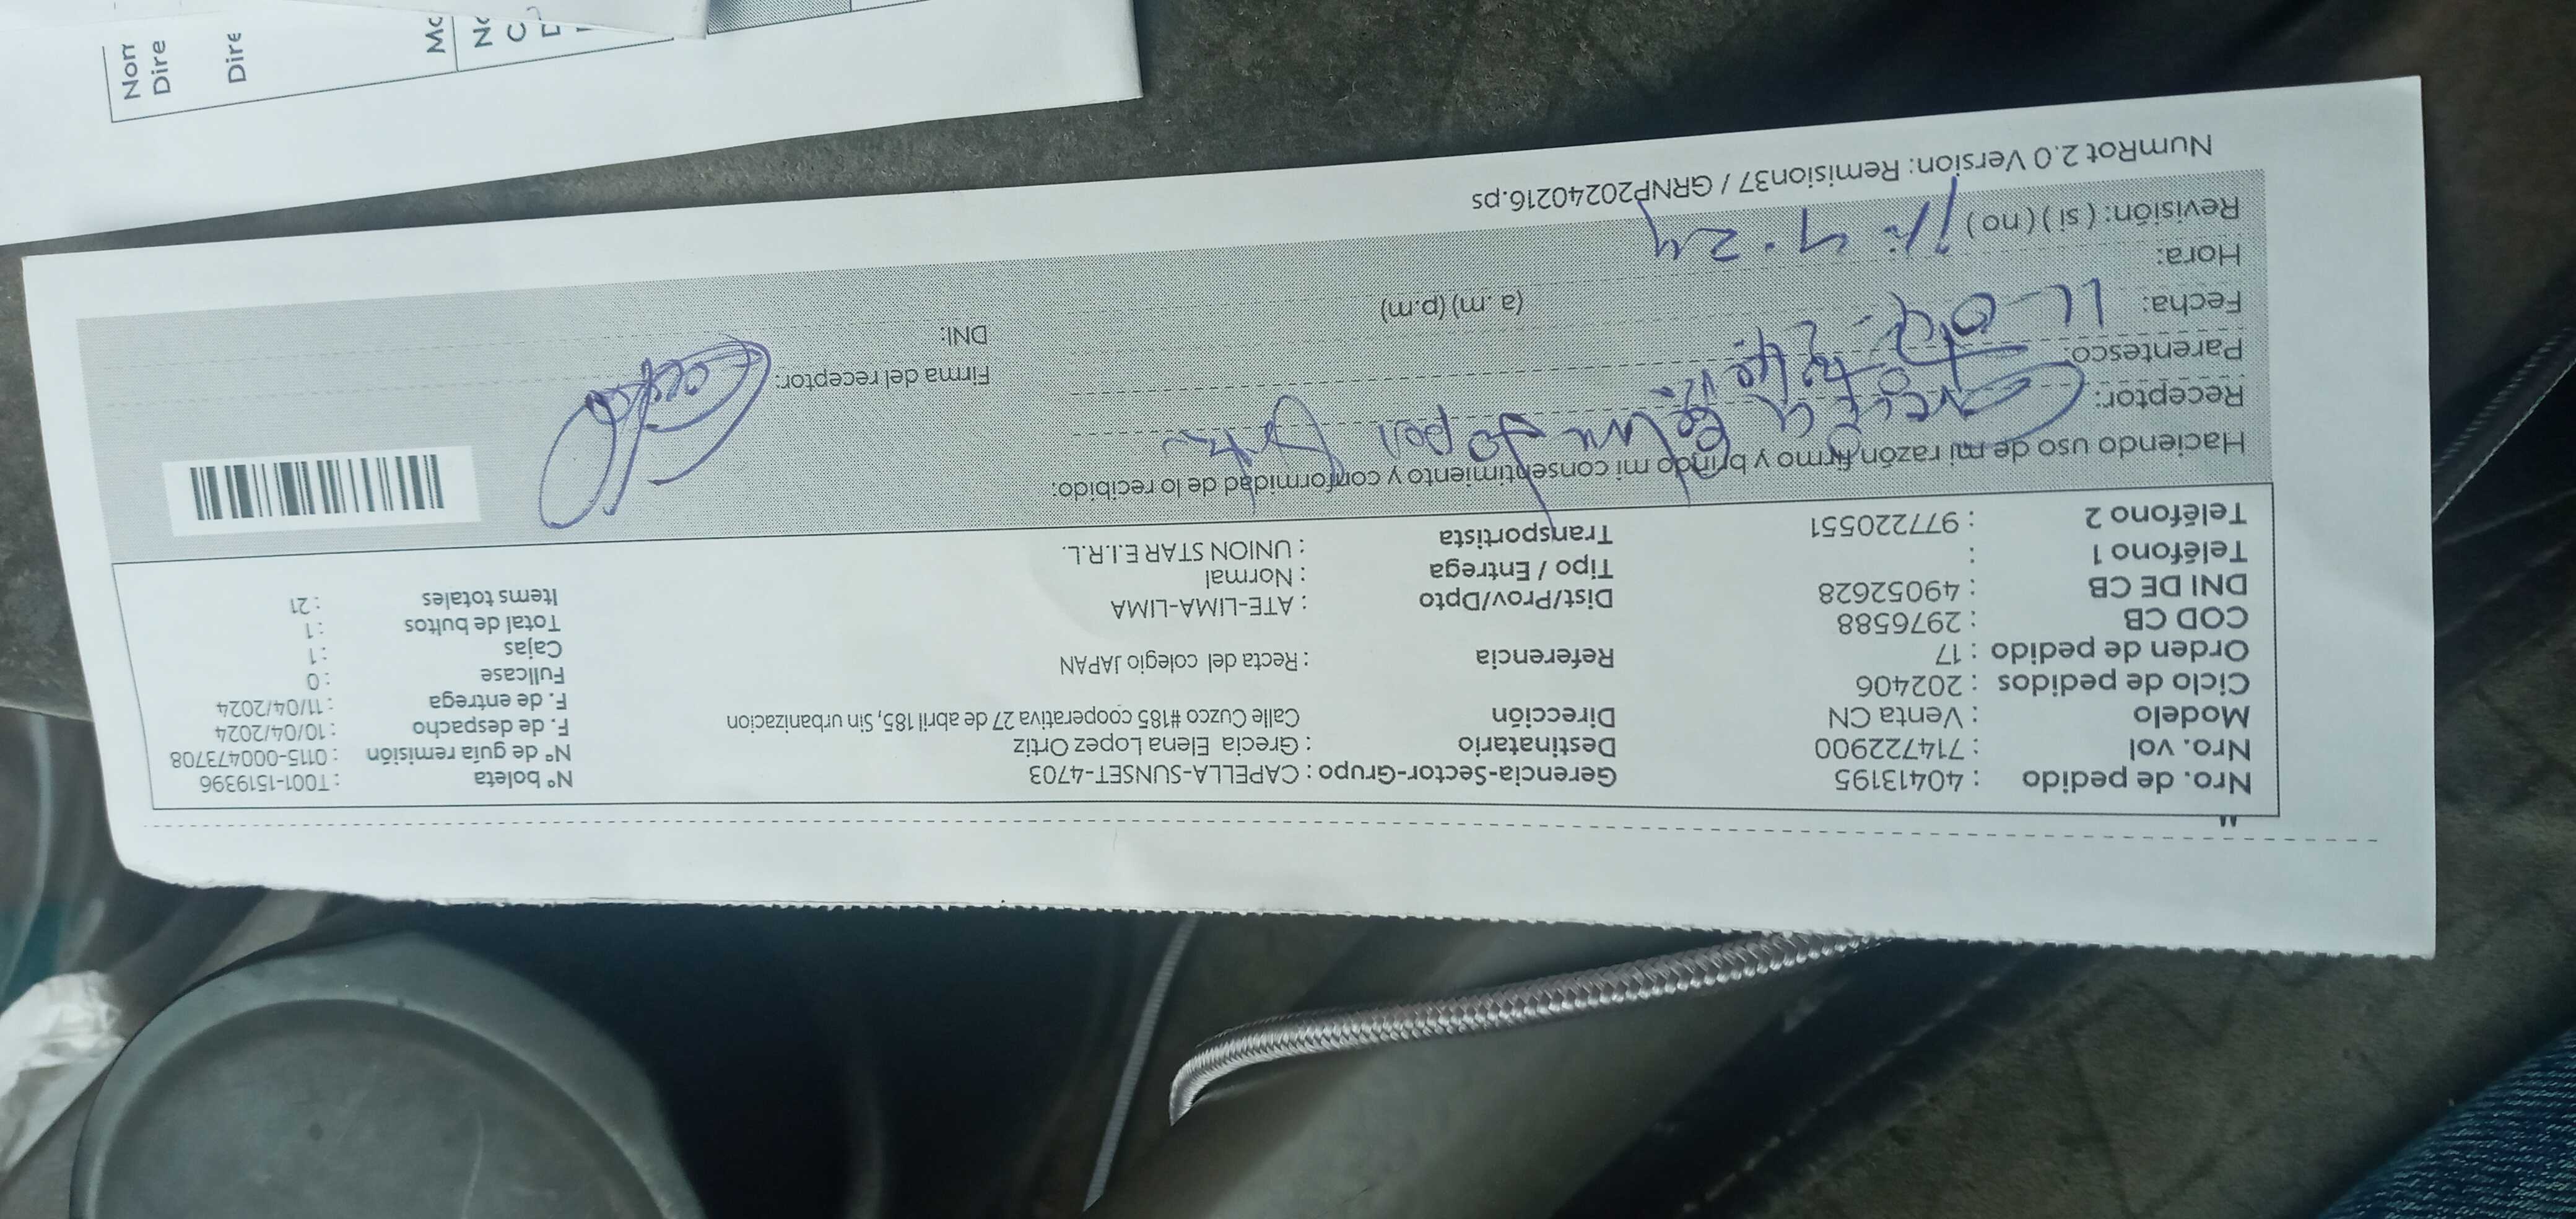 Nro. de pedido : 40413195
Nro. vol : 714722900
Modelo : Venta CN
Ciclo de pedidos : 202406
Orden de pedido : 17
COD CB : 2976588
DNI DE CB : 49052628
Teléfono 1 :
Teléfono 2 : 977220551
Gerencia-Sector-Grupo : CAPELLA-SUNSET-4703
Destinatario : Grecia Elena Lopez Ortiz
Dirección Calle Cuzco #185 cooperativa 27 de abril 185, Sin urbanizacion
Referencia : Recta del colegio JAPAN
Dist/Prov/Dpto : ATE-LIMA-LIMA
Tipo / Entrega : Normal
Transportista : UNION STAR E.I.R.L.
N° boleta : T001-1519396
N° de guia remisión : 0115-000473708
F. de despacho : 10/04/2024
F. de entrega : 11/04/2024
Fullcase : 0
Cajas : 1
Total de bultos : 1
Items totales : 21
Haciendo uso de mi razón firmo y brindo mi consentimiento y conformidad de lo recibido:
Receptor:
Parentesco:
Fecha:
Hora: (a.m) (p.m)
Revisión: (si) (no)
Firma del receptor:
DNI:
NumRot 2.0 Version: Remision37 / GRNP20240216.ps
Dire
Dire